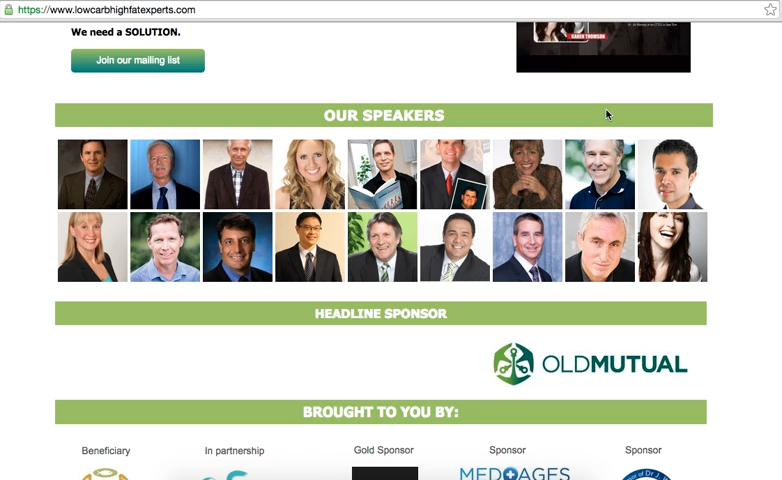 https://www.lowcarbhighfatexperts.com
We need a SOLUTION.
Join our mailing list
KAREN THOMSON
OUR SPEAKERS
HEADLINE SPONSOR
OLDMUTUAL
BROUGHT TO YOU BY:
Beneficiary
In partnership
Gold Sponsor
Sponsor
Sponsor
MEDAGES